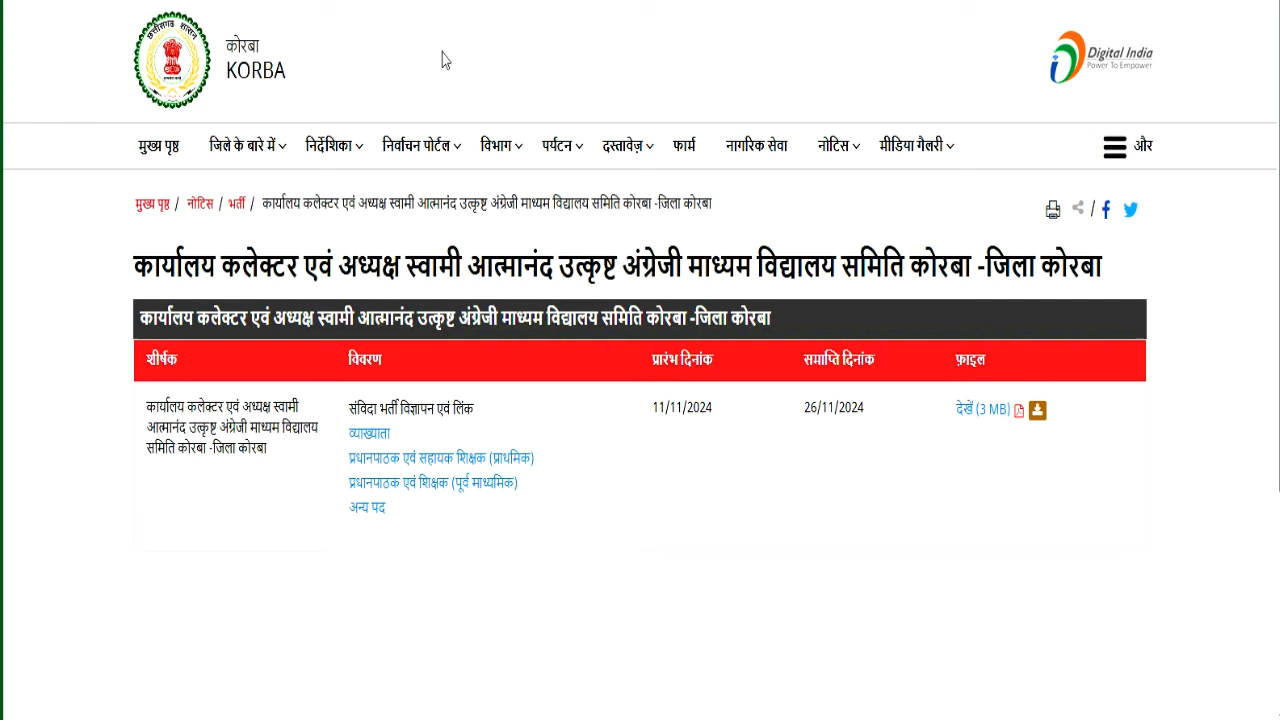 छत्तीसगढ़ शासन
कोरबा
KORBA
Digital India
Power To Empower
मुख्य पृष्ठ जिले के बारे में निर्देशिका निर्वाचन पोर्टल विभाग पर्यटन दस्तावेज़ फार्म नागरिक सेवा नोटिस मीडिया गैलरी और
मुख्य पृष्ठ / नोटिस / भर्ती / कार्यालय कलेक्टर एवं अध्यक्ष स्वामी आत्मानंद उत्कृष्ट अंग्रेजी माध्यम विद्यालय समिति कोरबा -जिला कोरबा
कार्यालय कलेक्टर एवं अध्यक्ष स्वामी आत्मानंद उत्कृष्ट अंग्रेजी माध्यम विद्यालय समिति कोरबा -जिला कोरबा
कार्यालय कलेक्टर एवं अध्यक्ष स्वामी आत्मानंद उत्कृष्ट अंग्रेजी माध्यम विद्यालय समिति कोरबा -जिला कोरबा
शीर्षक विवरण प्रारंभ दिनांक समाप्ति दिनांक फ़ाइल
कार्यालय कलेक्टर एवं अध्यक्ष स्वामी
आत्मानंद उत्कृष्ट अंग्रेजी माध्यम विद्यालय
समिति कोरबा -जिला कोरबा
संविदा भर्ती विज्ञापन एवं लिंक
व्याख्याता
प्रधानपाठक एवं सहायक शिक्षक (प्राथमिक)
प्रधानपाठक एवं शिक्षक (पूर्व माध्यमिक)
अन्य पद
11/11/2024
26/11/2024
देखें (3 MB)